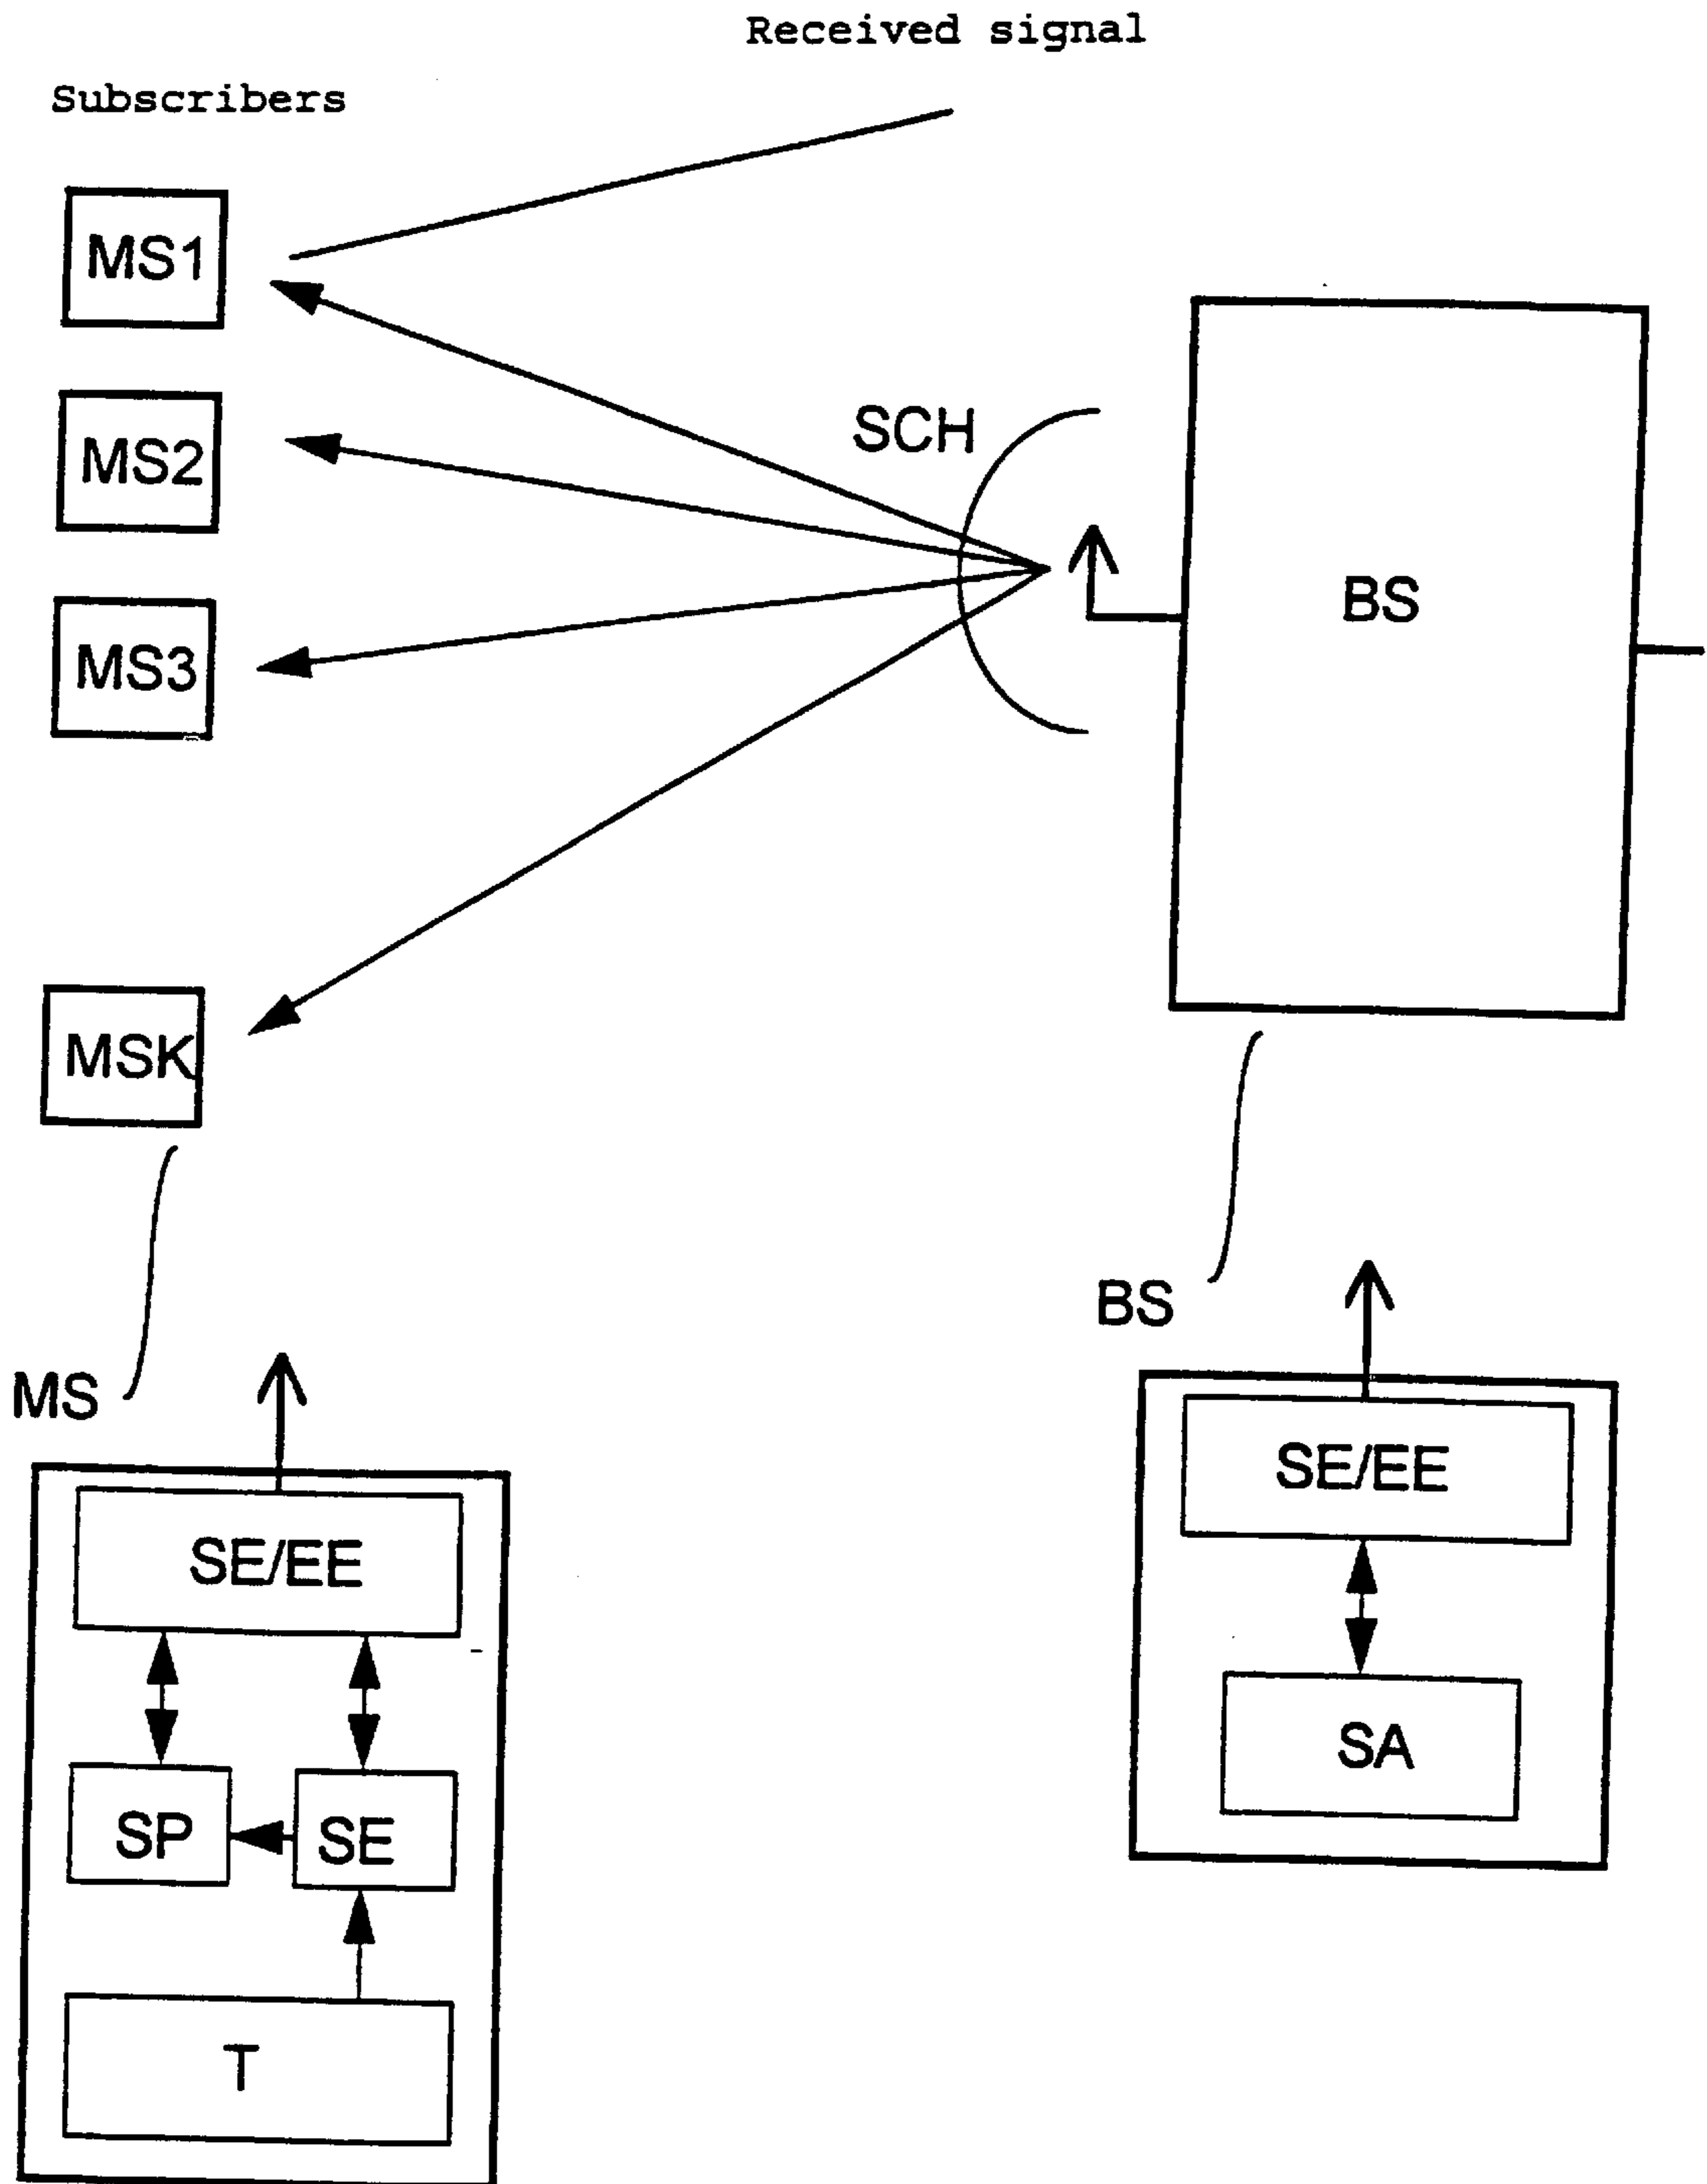 Received signal
Subscribers
MS1
MS2
SCH
BS
MS3
MSK
BS
MS
SE/EE
SE/EE
SA
SP
SE
T